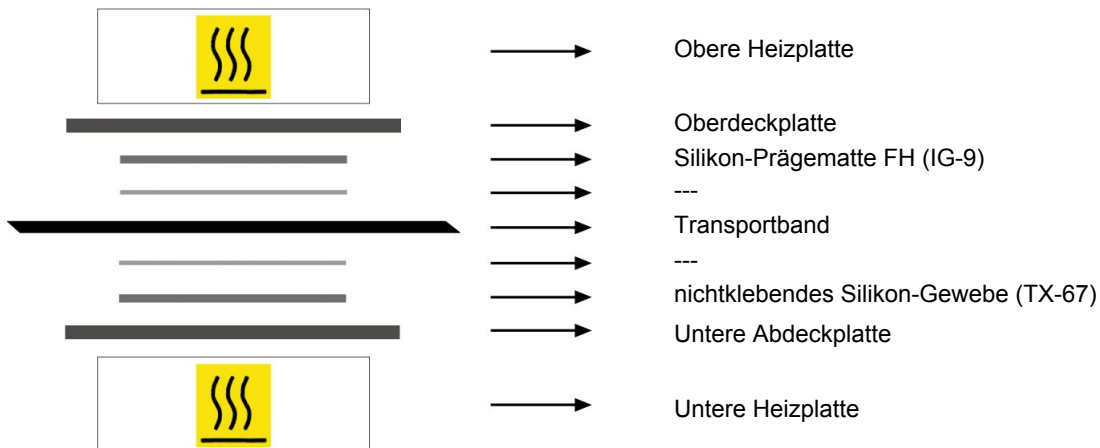 Obere Heizplatte
Oberdeckplatte
Silikon-Prägematte FH (IG-9)
---
Transportband
---
nichtklebendes Silikon-Gewebe (TX-67)
Untere Abdeckplatte
Untere Heizplatte